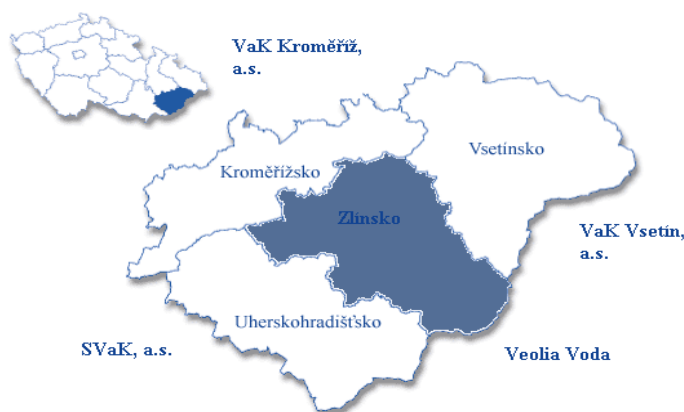 VaK Kroměříž,
a.s.
Vsetínsko
Kroměřížsko
Zlínsko
VaK Vsetín,
a.s.
Uherskohradišťsko
SVaK, a.s.
Veolia Voda